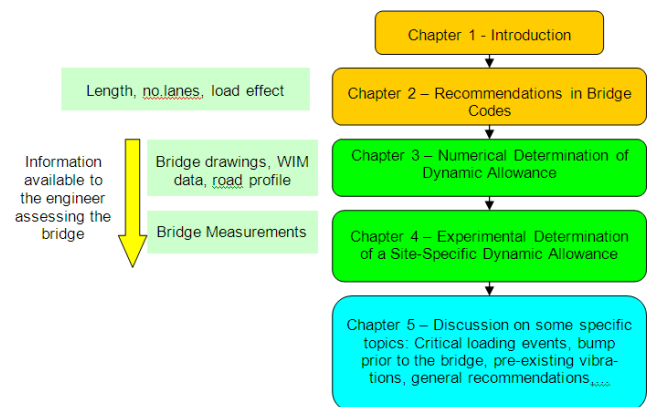 Chapter 1 - Introduction
Length, no.lanes, load effect
Chapter 2 – Recommendations in Bridge
Codes
Information
available to
the engineer
assessing the
bridge
Bridge drawings, WIM
data, road profile
Chapter 3 – Numerical Determination of
Dynamic Allowance
Bridge Measurements
Chapter 4 – Experimental Determination
of a Site-Specific Dynamic Allowance
Chapter 5 – Discussion on some specific
topics: Critical loading events, bump
prior to the bridge, pre-existing vibra-
tions, general recommendations,....